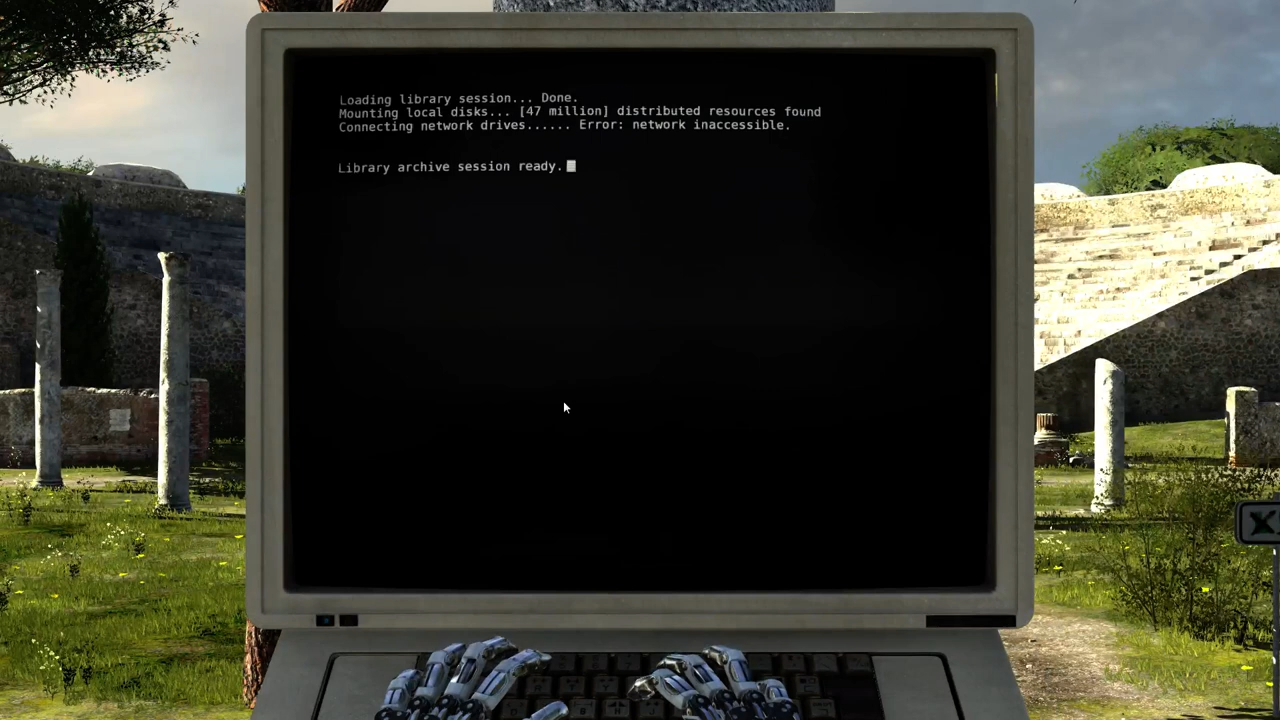 Loading library session... Done.
Mounting local disks... [47 million] distributed resources found
Connecting network drives...... Error: network inaccessible.
Library archive session ready.
X